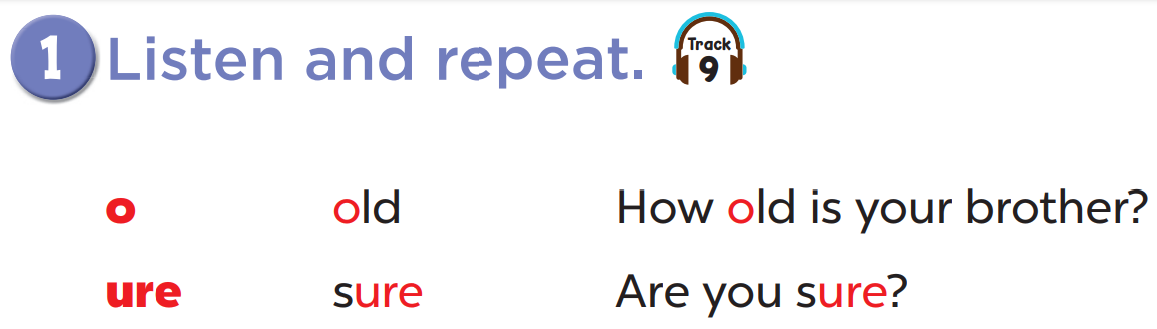 1 Listen and repeat. Track 9
o old How old is your brother?
ure sure Are you sure?